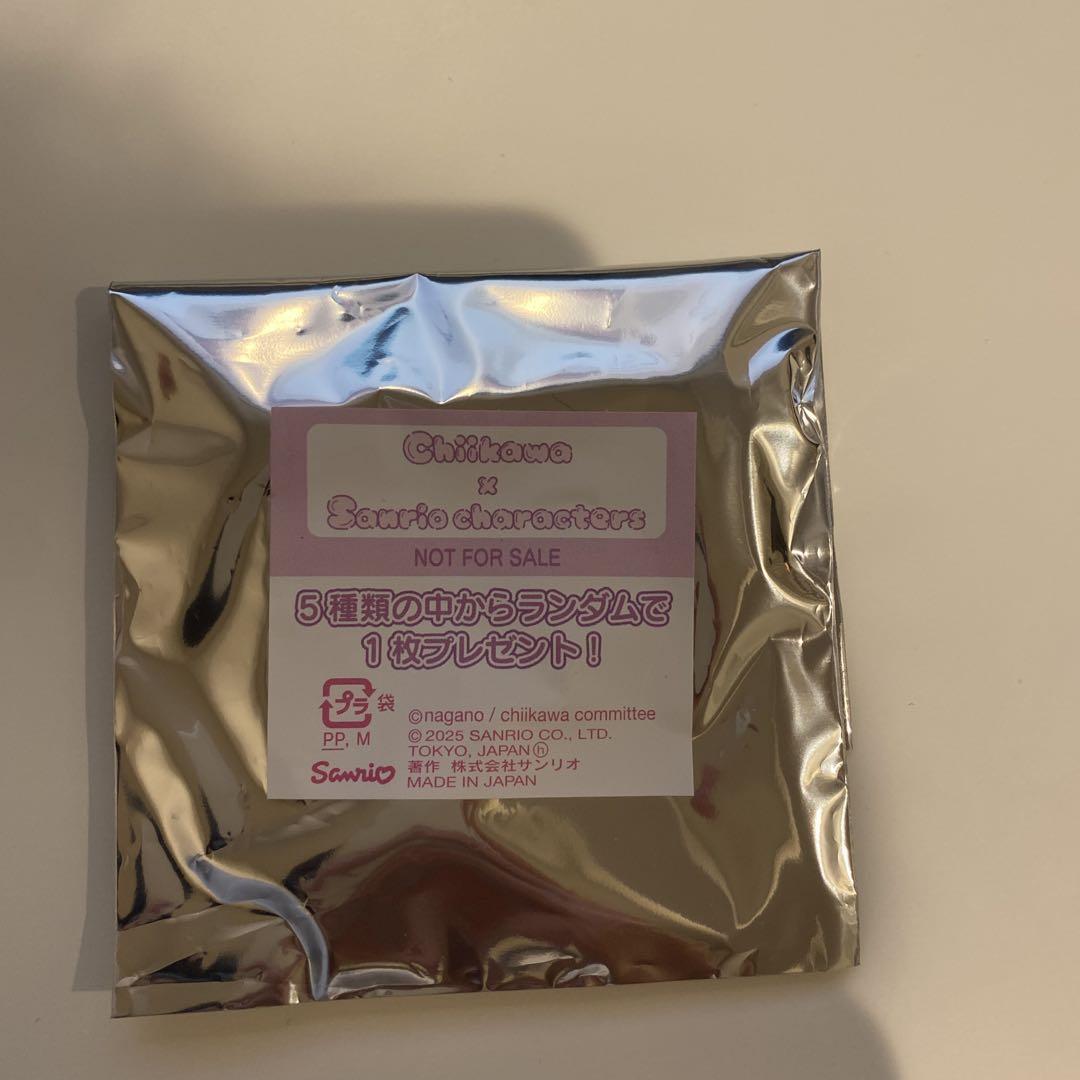 Chiikawa
x
Sanrio characters
NOT FOR SALE
5種類の中からランダムで
1枚プレゼント!
プラ 袋
PP, M
©nagano / chiikawa committee
© 2025 SANRIO CO., LTD.
TOKYO, JAPAN ⓗ
Sanrio
著作 株式会社サンリオ
MADE IN JAPAN